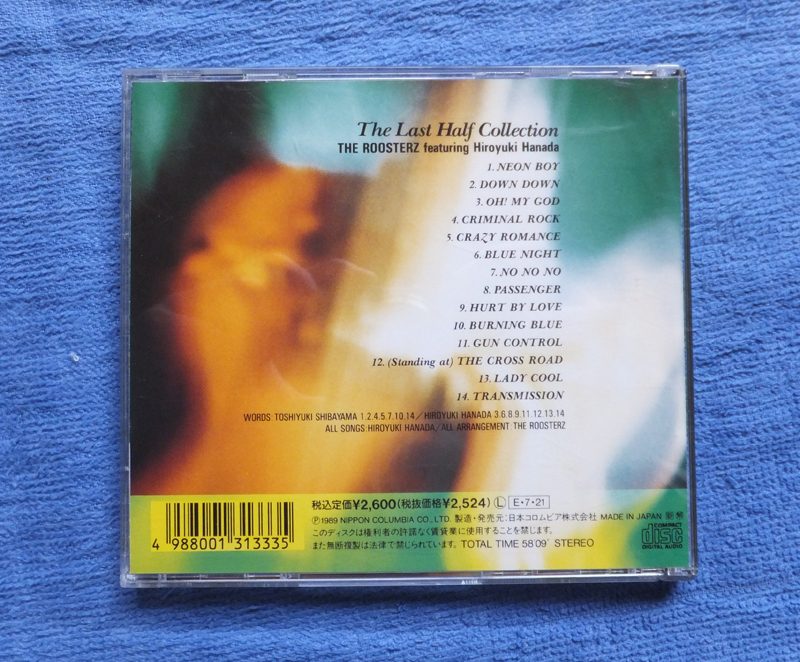 The Last Half Collection
THE ROOSTERZ featuring Hiroyuki Hanada
1. NEON BOY
2. DOWN DOWN
3. OH! MY GOD
4. CRIMINAL ROCK
5. CRAZY ROMANCE
6. BLUE NIGHT
7. NO NO NO
8. PASSENGER
9. HURT BY LOVE
10. BURNING BLUE
11. GUN CONTROL
12. (Standing at) THE CROSS ROAD
13. LADY COOL
14. TRANSMISSION
WORDS: TOSHIYUKI SHIBAYAMA 1.2.4.5.7.10.14／HIROYUKI HANADA 3.6.8.9.11.12.13.14
ALL SONGS:HIROYUKI HANADA／ALL ARRANGEMENT THE ROOSTERZ
税込定価¥2,600(税抜価格¥2,524) Ⓛ E・7・21
Ⓟ1989 NIPPON COLUMBIA CO., LTD. 製造・発売元:日本コロムビア株式会社 MADE IN JAPAN
このディスクは権利者の許諾なく賃貸業に使用することを禁じます。
また無断複製は法律で禁じられています。 TOTAL TIME 58'09" STEREO
4 988001 313335
COMPACT
disc
DIGITAL AUDIO